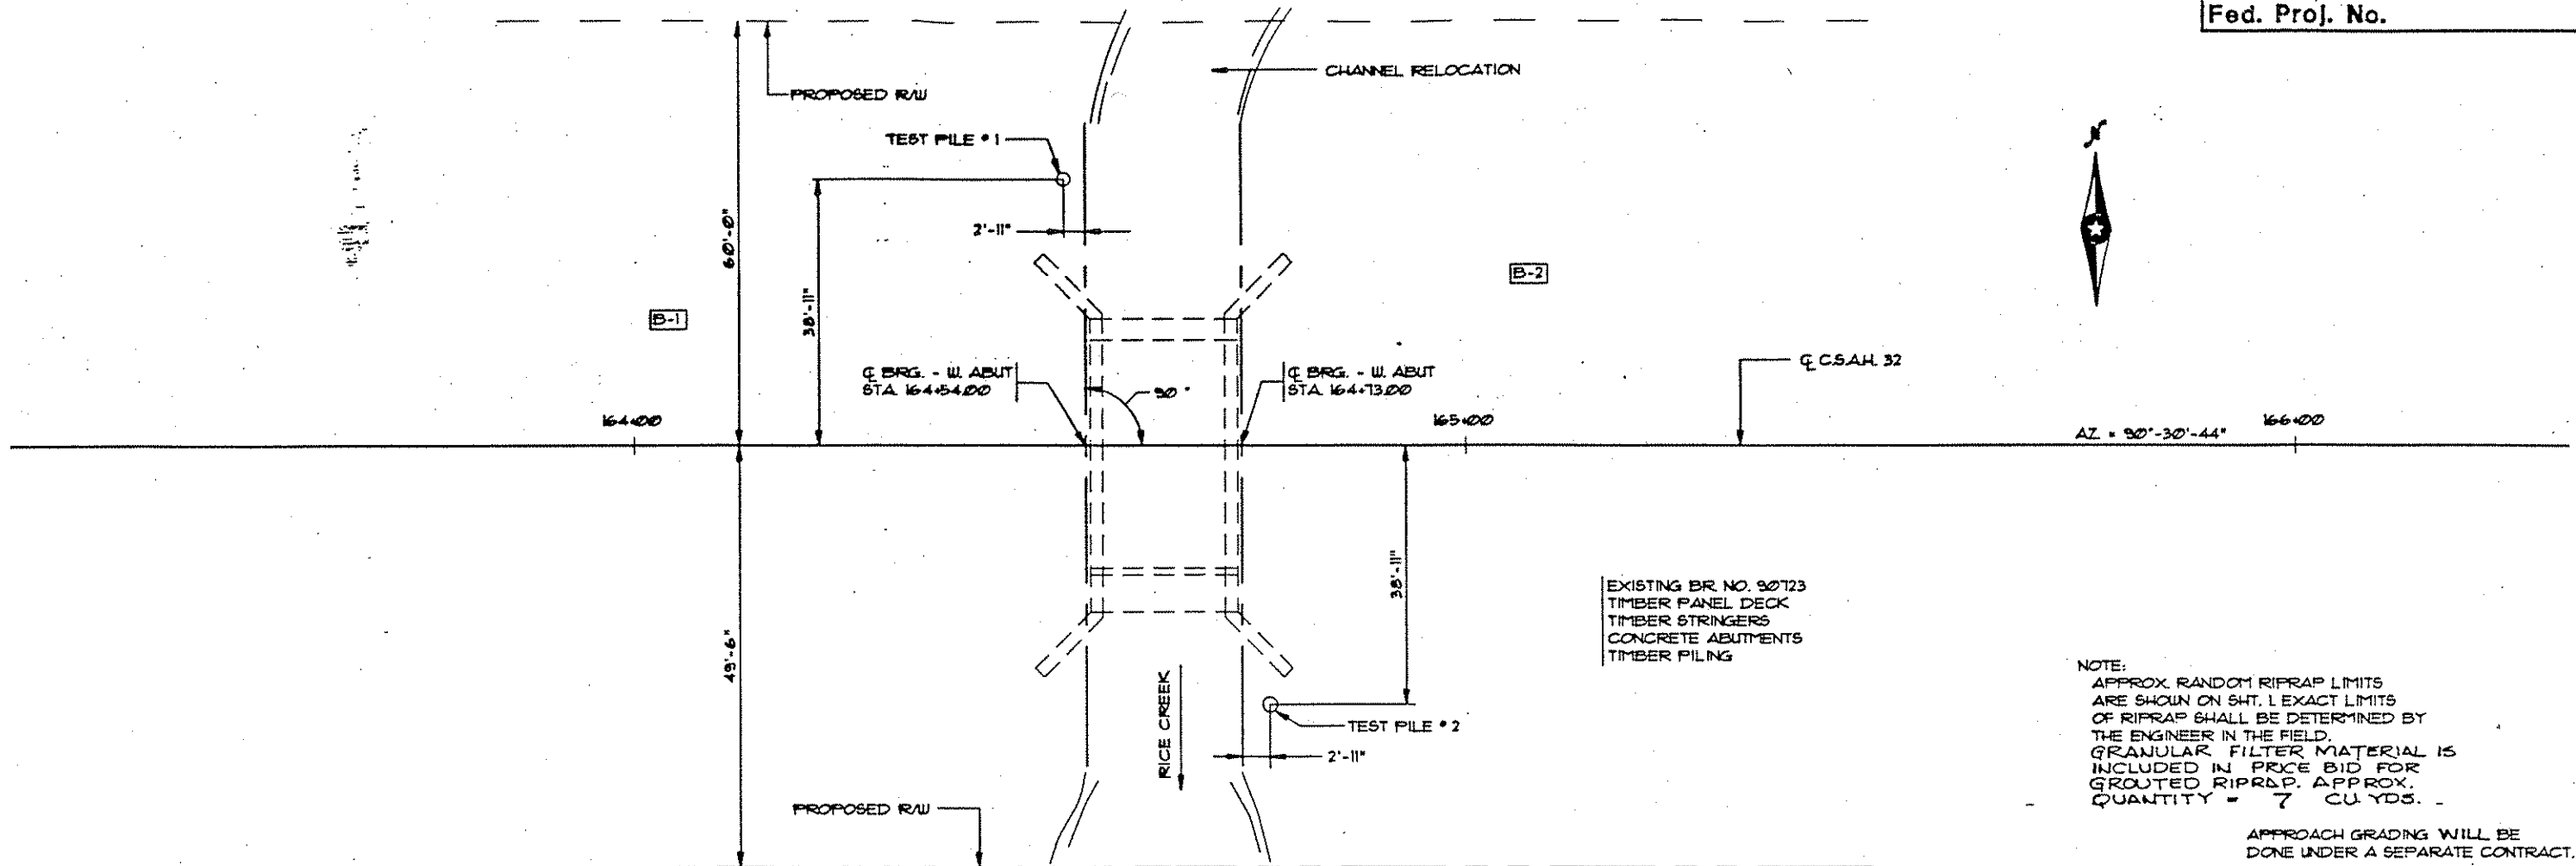 Fed. Proj. No.
CHANNEL RELOCATION
PROPOSED R/W
TEST PILE #1
N
60'-0"
2'-11"
38'-11"
B-2
B-1
℄ C.S.A.H. 32
℄ BRG. - W. ABUT
STA. 164+54.00
90°
℄ BRG. - W. ABUT
STA. 164+73.00
164+00
165+00
166+00
AZ = 90°-30'-44"
38'-11"
EXISTING BR. NO. 90723
TIMBER PANEL DECK
TIMBER STRINGERS
CONCRETE ABUTMENTS
TIMBER PILING
49'-6"
RICE CREEK
TEST PILE #2
2'-11"
PROPOSED R/W
NOTE:
APPROX. RANDOM RIPRAP LIMITS
ARE SHOWN ON SHT. 1. EXACT LIMITS
OF RIPRAP SHALL BE DETERMINED BY
THE ENGINEER IN THE FIELD.
GRANULAR FILTER MATERIAL IS
INCLUDED IN PRICE BID FOR
GROUTED RIPRAP. APPROX.
QUANTITY = 7 CU. YDS.
APPROACH GRADING WILL BE
DONE UNDER A SEPARATE CONTRACT.